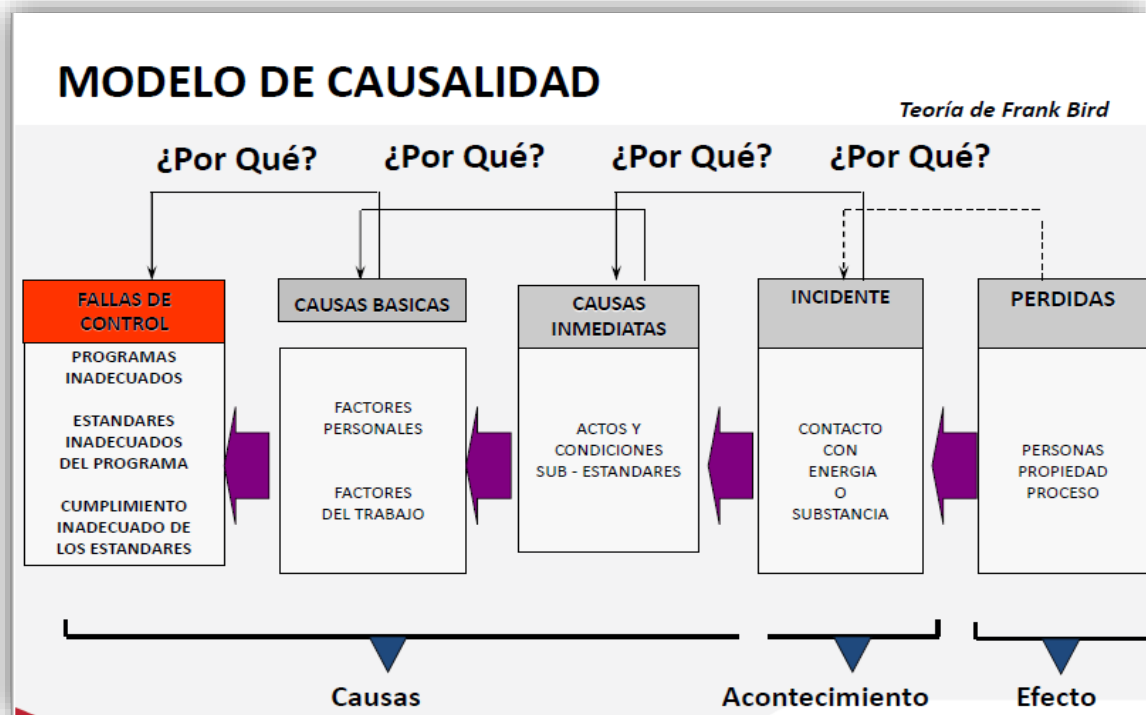 MODELO DE CAUSALIDAD
Teoría de Frank Bird
¿Por Qué? ¿Por Qué? ¿Por Qué? ¿Por Qué?
FALLAS DE
CONTROL
PROGRAMAS
INADECUADOS
ESTANDARES
INADECUADOS
DEL PROGRAMA
CUMPLIMIENTO
INADECUADO DE
LOS ESTANDARES
CAUSAS BASICAS
FACTORES
PERSONALES
FACTORES
DEL TRABAJO
CAUSAS
INMEDIATAS
ACTOS Y
CONDICIONES
SUB - ESTANDARES
INCIDENTE
CONTACTO
CON
ENERGIA
O
SUBSTANCIA
PERDIDAS
PERSONAS
PROPIEDAD
PROCESO
Causas
Acontecimiento
Efecto